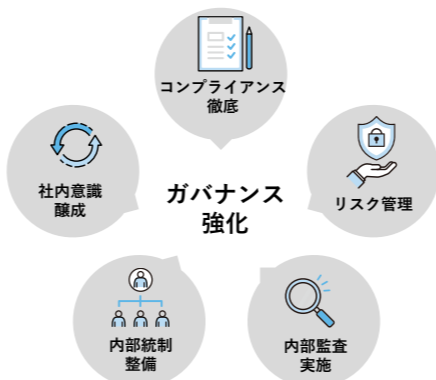 コンプライアンス
徹底
社内意識
醸成
ガバナンス
強化
リスク管理
内部統制
整備
内部監査
実施